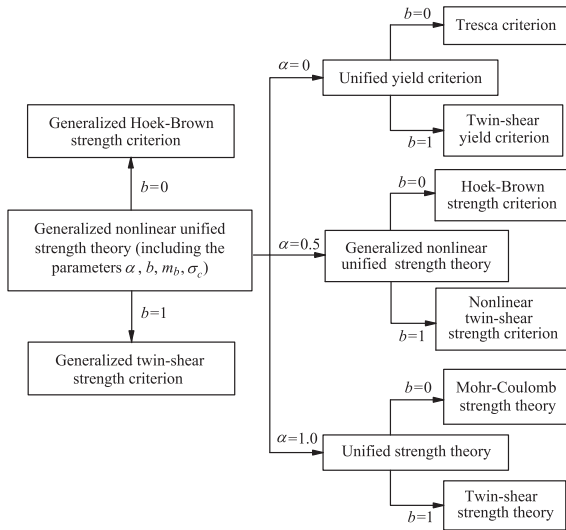 b=0
Tresca criterion
α=0
Unified yield criterion
b=1
Twin-shear
yield criterion
Generalized Hoek-Brown
strength criterion
b=0
Generalized nonlinear unified
strength theory (including the
parameters α, b, m_b, σ_c)
b=1
Generalized twin-shear
strength criterion
b=0
Hoek-Brown
strength criterion
α=0.5
Generalized nonlinear
unified strength theory
b=1
Nonlinear
twin-shear
strength criterion
b=0
Mohr-Coulomb
strength theory
α=1.0
Unified strength theory
b=1
Twin-shear
strength theory